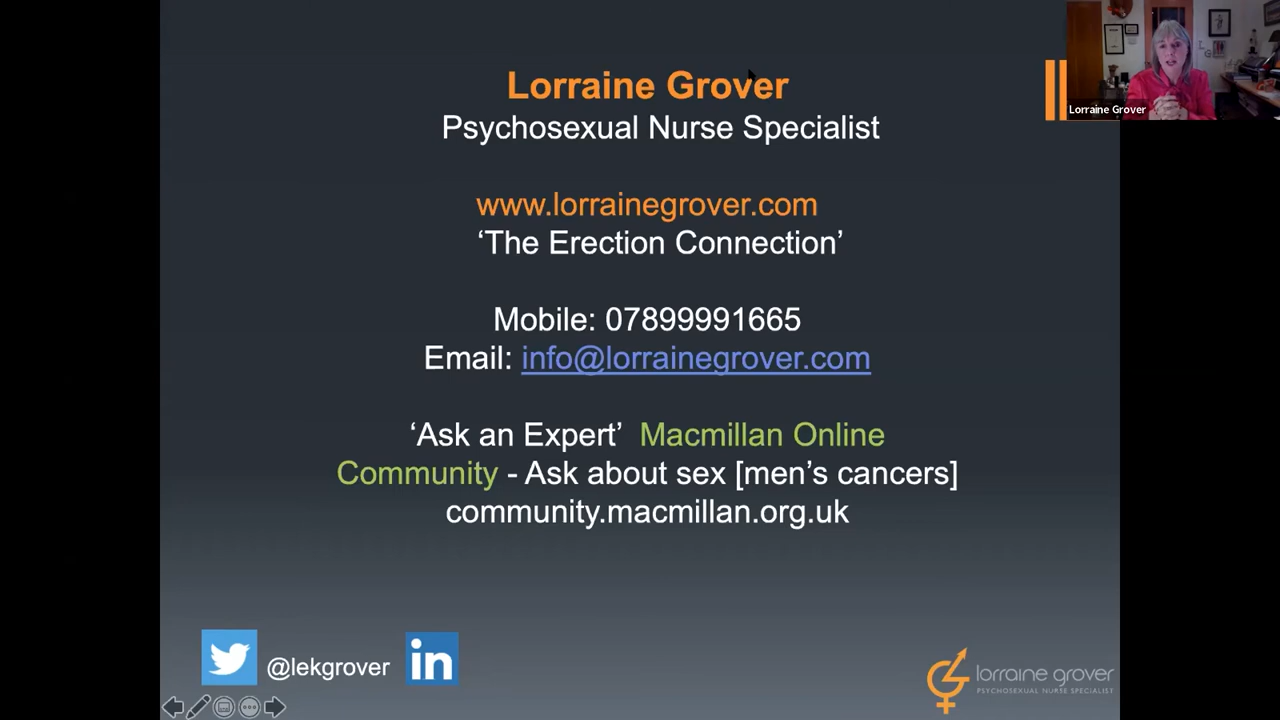 Lorraine Grover
Psychosexual Nurse Specialist
www.lorrainegrover.com
‘The Erection Connection’
Mobile: 07899991665
Email: info@lorrainegrover.com
‘Ask an Expert’ Macmillan Online
Community - Ask about sex [men’s cancers]
community.macmillan.org.uk
@lekgrover
in
lorraine grover
PSYCHOSEXUAL NURSE SPECIALIST
Lorraine Grover